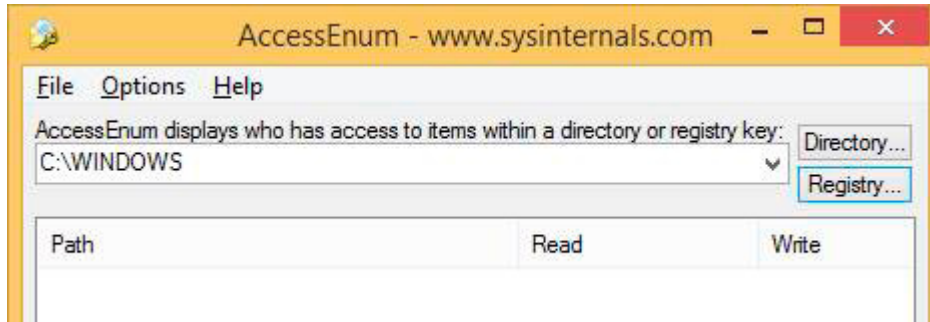 AccessEnum - www.sysinternals.com
File Options Help
AccessEnum displays who has access to items within a directory or registry key:
Directory...
C:\WINDOWS
Registry...
Path Read Write